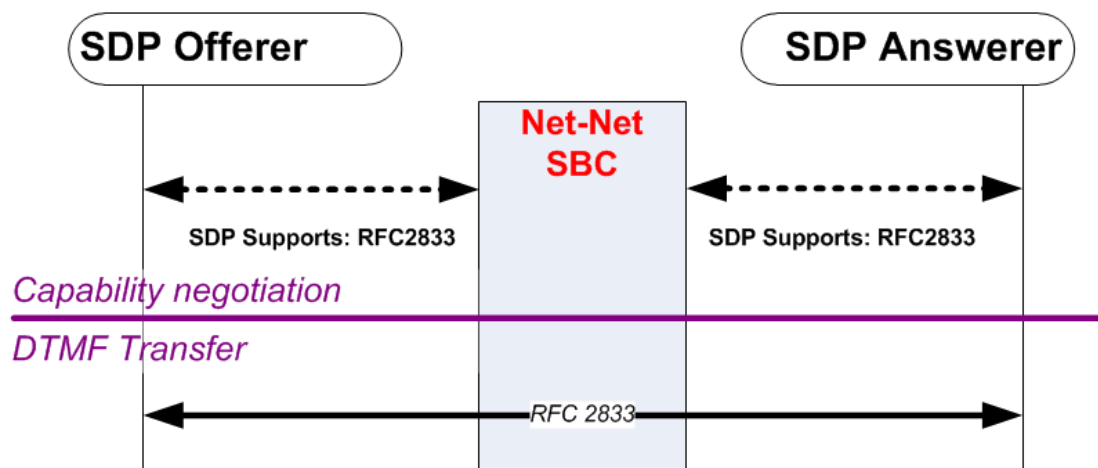 SDP Offerer
SDP Answerer
Net-Net
SBC
SDP Supports: RFC2833
SDP Supports: RFC2833
Capability negotiation
DTMF Transfer
RFC 2833